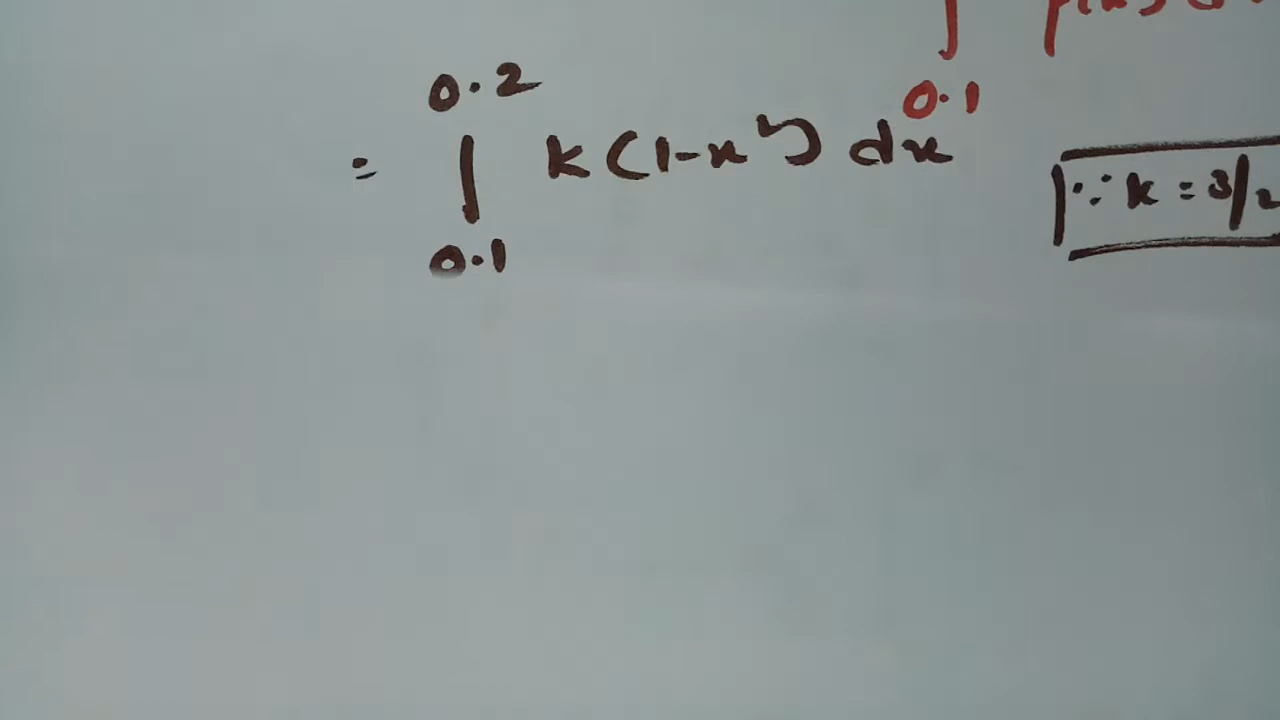 ∫ f(x) d
0.1
0.2
= ∫ k(1-x²) dx
0.1
∵ k = 3/2